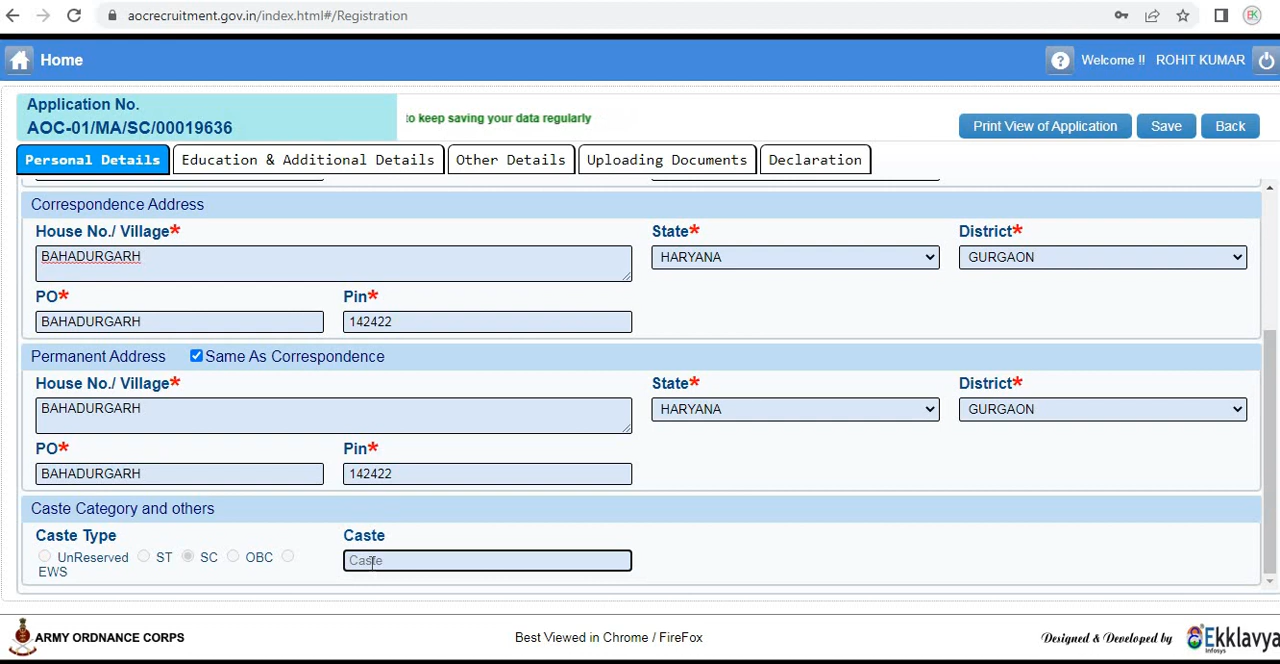 aocrecruitment.gov.in/index.html#/Registration
Home
Welcome !! ROHIT KUMAR
Application No.
AOC-01/MA/SC/00019636
to keep saving your data regularly
Print View of Application Save Back
Personal Details Education & Additional Details Other Details Uploading Documents Declaration
Correspondence Address
House No./ Village* State* District*
BAHADURGARH HARYANA GURGAON
PO* Pin*
BAHADURGARH 142422
Permanent Address Same As Correspondence
House No./ Village* State* District*
BAHADURGARH HARYANA GURGAON
PO* Pin*
BAHADURGARH 142422
Caste Category and others
Caste Type Caste
UnReserved ST SC OBC
EWS
Caste
ARMY ORDNANCE CORPS Best Viewed in Chrome / FireFox Designed & Developed by Ekklavya
Infosys